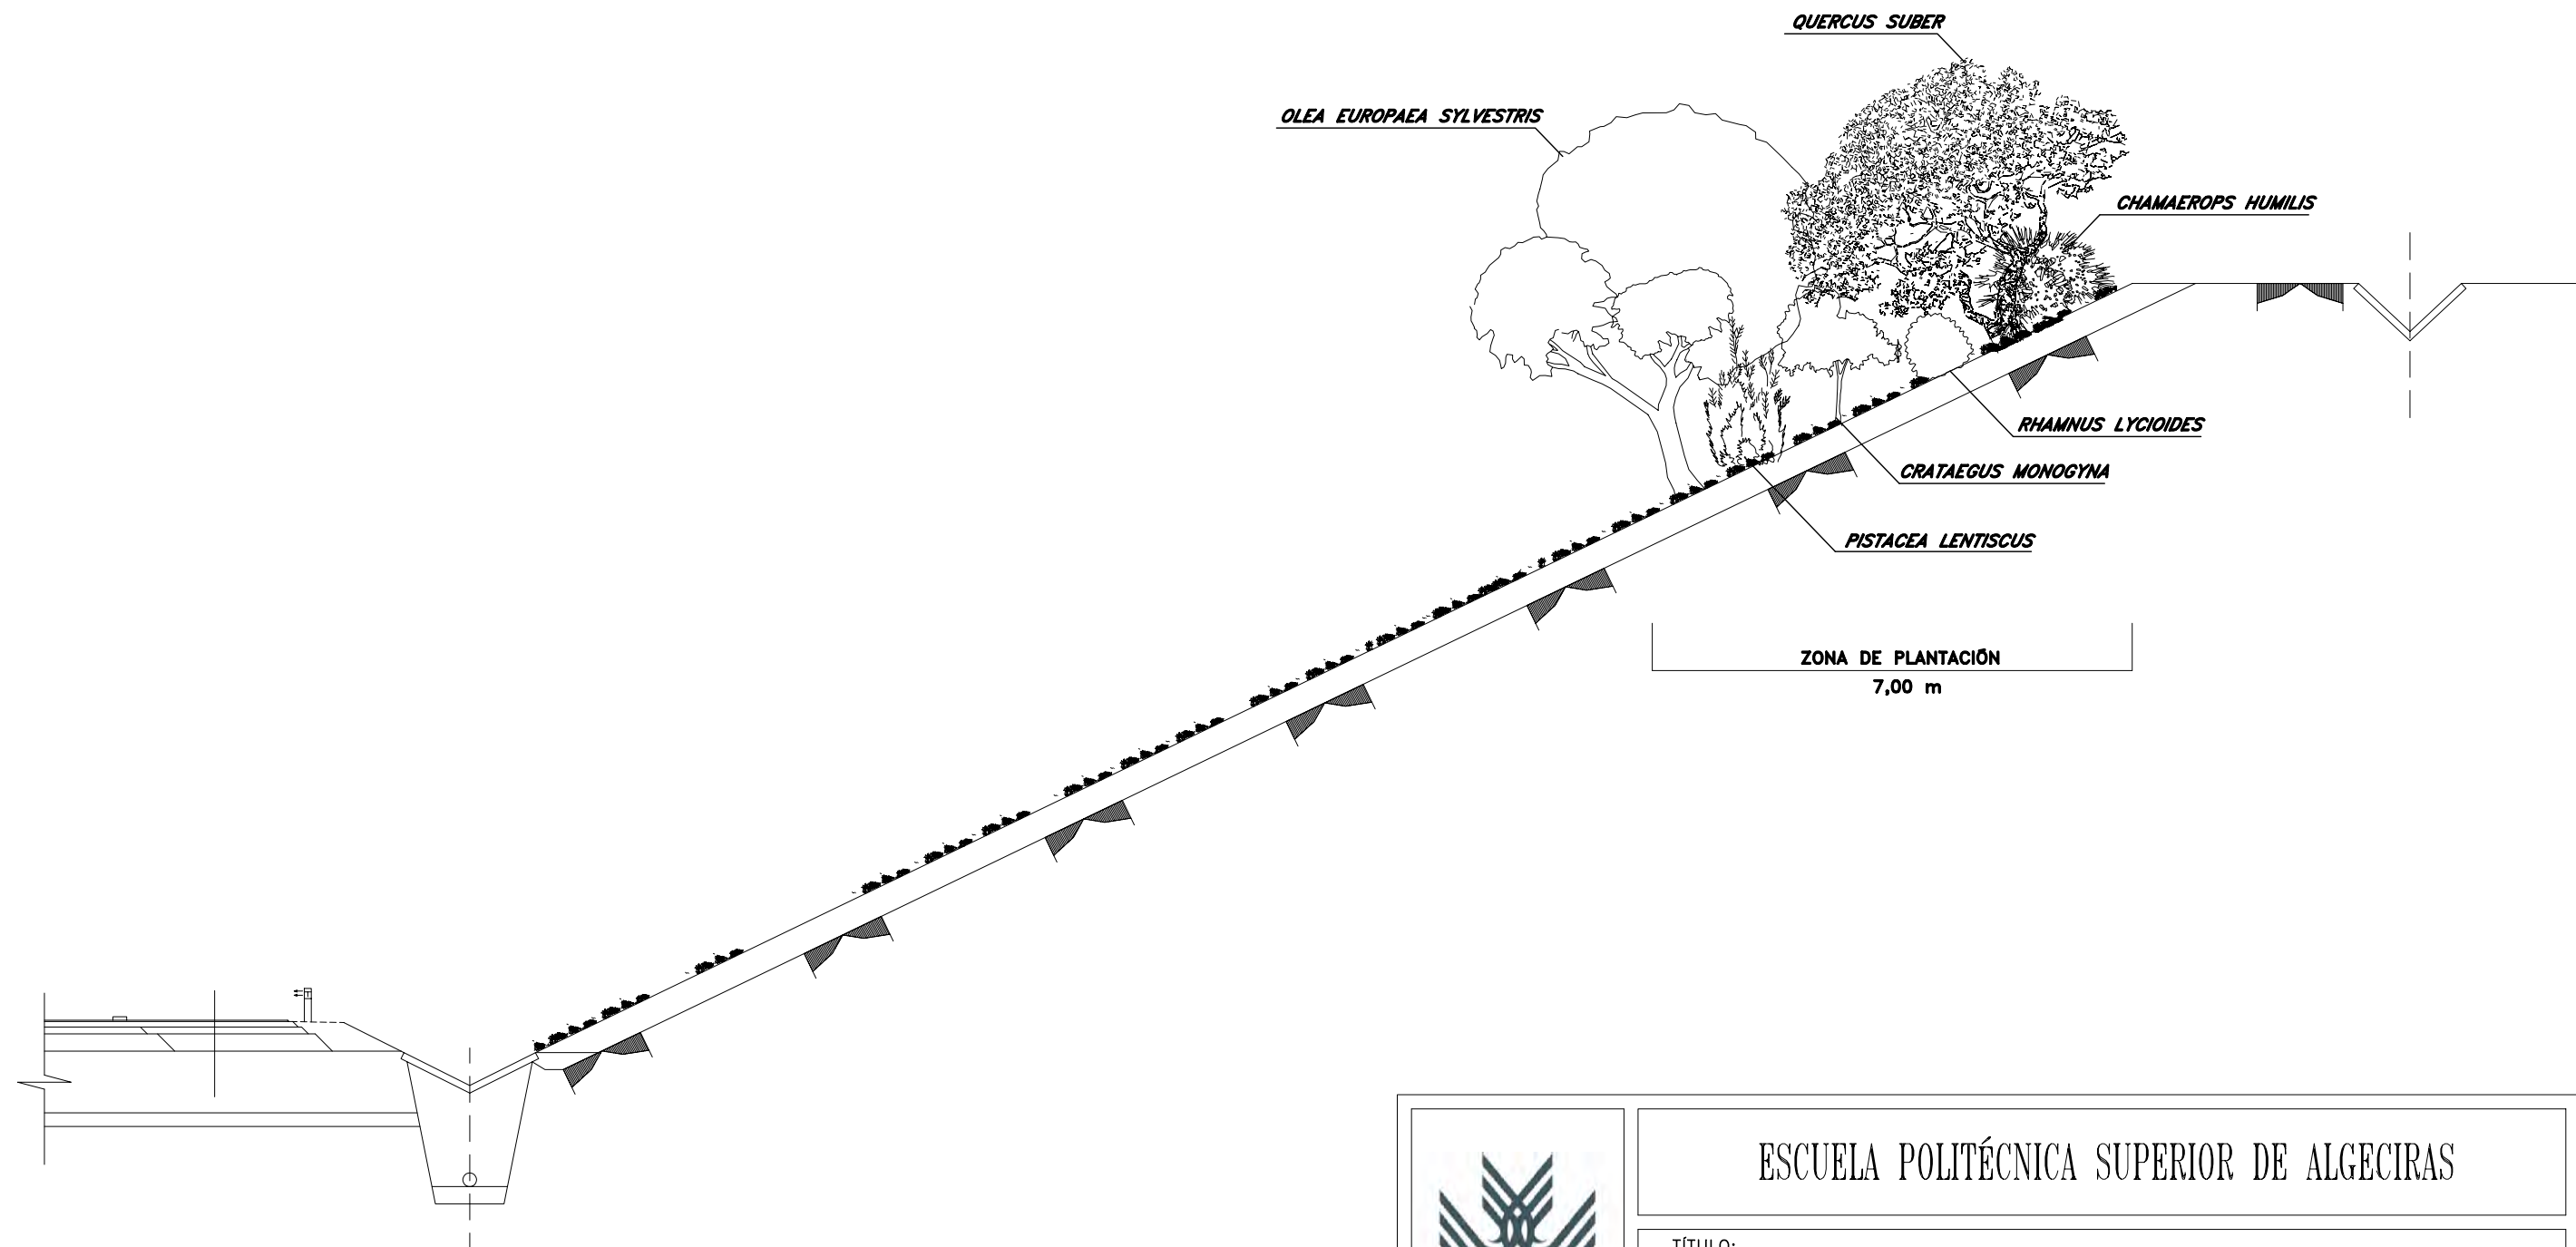 QUERCUS SUBER
OLEA EUROPAEA SYLVESTRIS
CHAMAEROPS HUMILIS
RHAMNUS LYCIOIDES
CRATAEGUS MONOGYNA
PISTACEA LENTISCUS
ZONA DE PLANTACIÓN
7,00 m
ESCUELA POLITÉCNICA SUPERIOR DE ALGECIRAS
TÍTULO: